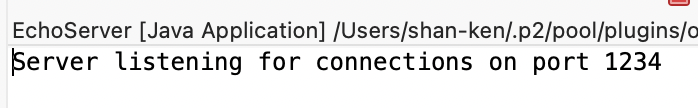 EchoServer [Java Application] /Users/shan-ken/.p2/pool/plugins/o
Server listening for connections on port 1234